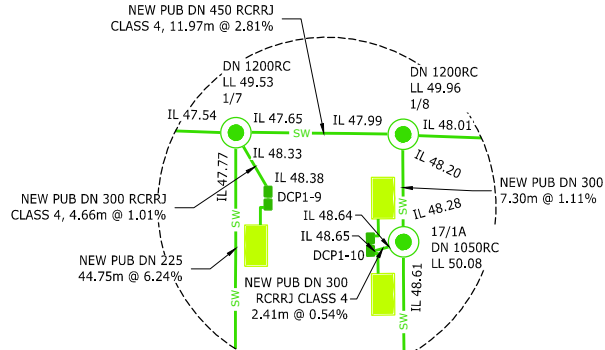 NEW PUB DN 450 RCRRJ
CLASS 4, 11.97m @ 2.81%
DN 1200RC
LL 49.53
1/7
DN 1200RC
LL 49.96
1/8
IL 47.54
IL 47.65
IL 47.99
IL 48.01
SW
IL 47.77
IL 48.33
IL 48.20
IL 48.38
DCP1-9
NEW PUB DN 300 RCRRJ
CLASS 4, 4.66m @ 1.01%
NEW PUB DN 300
7.30m @ 1.11%
IL 48.28
SW
SW
IL 48.64
17/1A
DN 1050RC
LL 50.08
IL 48.65
DCP1-10
NEW PUB DN 225
44.75m @ 6.24%
NEW PUB DN 300
RCRRJ CLASS 4
2.41m @ 0.54%
IL 48.61
SW
SW